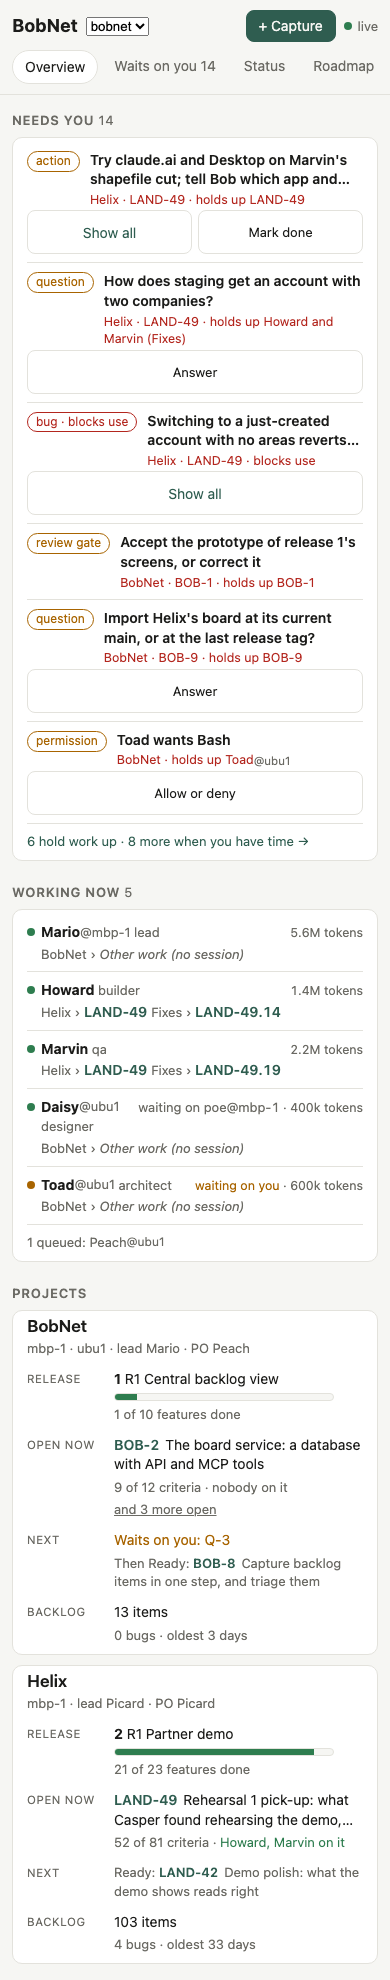 BobNet bobnet + Capture live
Overview Waits on you 14 Status Roadmap
NEEDS YOU 14
action Try claude.ai and Desktop on Marvin's
shapefile cut; tell Bob which app and...
Helix · LAND-49 · holds up LAND-49
Show all Mark done
question How does staging get an account with
two companies?
Helix · LAND-49 · holds up Howard and
Marvin (Fixes)
Answer
bug · blocks use Switching to a just-created
account with no areas reverts...
Helix · LAND-49 · blocks use
Show all
review gate Accept the prototype of release 1's
screens, or correct it
BobNet · BOB-1 · holds up BOB-1
question Import Helix's board at its current
main, or at the last release tag?
BobNet · BOB-9 · holds up BOB-9
Answer
permission Toad wants Bash
BobNet · holds up Toad@ubu1
Allow or deny
6 hold work up · 8 more when you have time →
WORKING NOW 5
Mario@mbp-1 lead 5.6M tokens
BobNet › Other work (no session)
Howard builder 1.4M tokens
Helix › LAND-49 Fixes › LAND-49.14
Marvin qa 2.2M tokens
Helix › LAND-49 Fixes › LAND-49.19
Daisy@ubu1 waiting on poe@mbp-1 · 400k tokens
designer
BobNet › Other work (no session)
Toad@ubu1 architect waiting on you · 600k tokens
BobNet › Other work (no session)
1 queued: Peach@ubu1
PROJECTS
BobNet
mbp-1 · ubu1 · lead Mario · PO Peach
RELEASE 1 R1 Central backlog view
1 of 10 features done
OPEN NOW BOB-2 The board service: a database
with API and MCP tools
9 of 12 criteria · nobody on it
and 3 more open
NEXT Waits on you: Q-3
Then Ready: BOB-8 Capture backlog
items in one step, and triage them
BACKLOG 13 items
0 bugs · oldest 3 days
Helix
mbp-1 · lead Picard · PO Picard
RELEASE 2 R1 Partner demo
21 of 23 features done
OPEN NOW LAND-49 Rehearsal 1 pick-up: what
Casper found rehearsing the demo,...
52 of 81 criteria · Howard, Marvin on it
NEXT Ready: LAND-42 Demo polish: what the
demo shows reads right
BACKLOG 103 items
4 bugs · oldest 33 days